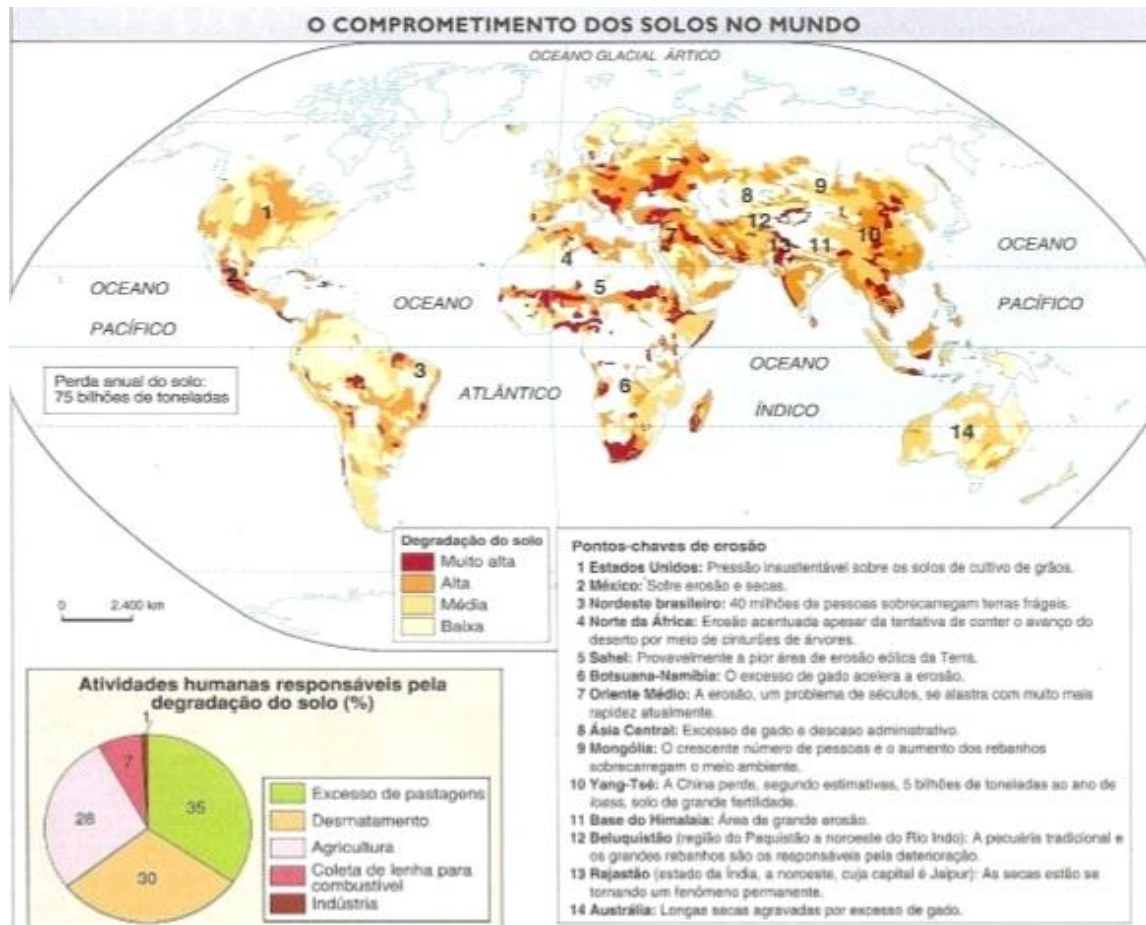 O COMPROMETIMENTO DOS SOLOS NO MUNDO
OCEANO GLACIAL ÁRTICO
1
2
3
4
5
6
7
8
9
10
11
12
13
14
OCEANO
PACÍFICO
OCEANO
ATLÂNTICO
OCEANO
ÍNDICO
OCEANO
PACÍFICO
Perda anual do solo:
75 bilhões de toneladas
0 2.400 km
Degradação do solo
Muito alta
Alta
Média
Baixa
Atividades humanas responsáveis pela
degradação do solo (%)
1
7
28
35
30
Excesso de pastagens
Desmatamento
Agricultura
Coleta de lenha para
combustível
Indústria
Pontos-chaves de erosão
1 Estados Unidos: Pressão insustentável sobre os solos de cultivo de grãos.
2 México: Sofre erosão e secas.
3 Nordeste brasileiro: 40 milhões de pessoas sobrecarregam terras frágeis.
4 Norte da África: Erosão acentuada apesar da tentativa de conter o avanço do
deserto por meio de cinturões de árvores.
5 Sahel: Provavelmente a pior área de erosão eólica da Terra.
6 Botsuana-Namíbia: O excesso de gado acelera a erosão.
7 Oriente Médio: A erosão, um problema de séculos, se alastra com muito mais
rapidez atualmente.
8 Ásia Central: Excesso de gado e descaso administrativo.
9 Mongólia: O crescente número de pessoas e o aumento dos rebanhos
sobrecarregam o meio ambiente.
10 Yang-Tsé: A China perde, segundo estimativas, 5 bilhões de toneladas ao ano de
loess, solo de grande fertilidade.
11 Base do Himalaia: Área de grande erosão.
12 Beluquistão (região do Paquistão a noroeste do Rio Indo): A pecuária tradicional e
os grandes rebanhos são os responsáveis pela deterioração.
13 Rajastão (estado da Índia, a noroeste, cuja capital é Jaipur): As secas estão se
tornando um fenômeno permanente.
14 Austrália: Longas secas agravadas por excesso de gado.